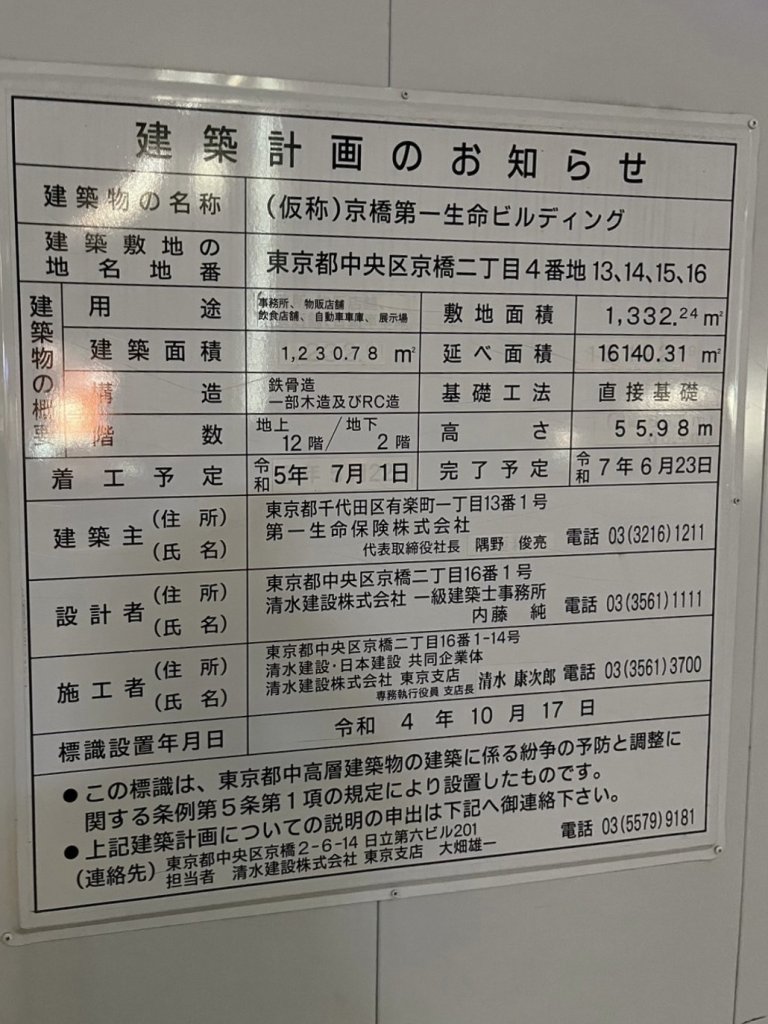 建築計画のお知らせ
建築物の名称 (仮称)京橋第一生命ビルディング
建築敷地の地名地番 東京都中央区京橋二丁目4番地13、14、15、16
建築物の概要
用途 事務所、物販店舗
飲食店舗、自動車車庫、展示場
敷地面積 1,332.24㎡
建築面積 1,230.78㎡ 延べ面積 16140.31㎡
構造 鉄骨造
一部木造及びRC造
基礎工法 直接基礎
階数 地上12階/地下2階 高さ 55.98m
着工予定 令和5年7月1日 完了予定 令和7年6月23日
建築主 (住所) 東京都千代田区有楽町一丁目13番1号
(氏名) 第一生命保険株式会社
代表取締役社長 隅野 俊亮 電話 03(3216)1211
設計者 (住所) 東京都中央区京橋二丁目16番1号
(氏名) 清水建設株式会社 一級建築士事務所
内藤 純 電話 03(3561)1111
施工者 (住所) 東京都中央区京橋二丁目16番1-14号
(氏名) 清水建設・日本建設 共同企業体
清水建設株式会社 東京支店
専務執行役員 支店長 清水 康次郎 電話 03(3561)3700
標識設置年月日 令和4年10月17日
●この標識は、東京都中高層建築物の建築に係る紛争の予防と調整に
関する条例第5条第1項の規定により設置したものです。
●上記建築計画についての説明の申出は下記へ御連絡下さい。
(連絡先) 東京都中央区京橋2-6-14 日立第六ビル201
担当者 清水建設株式会社 東京支店 大畑雄一 電話 03(5579)9181